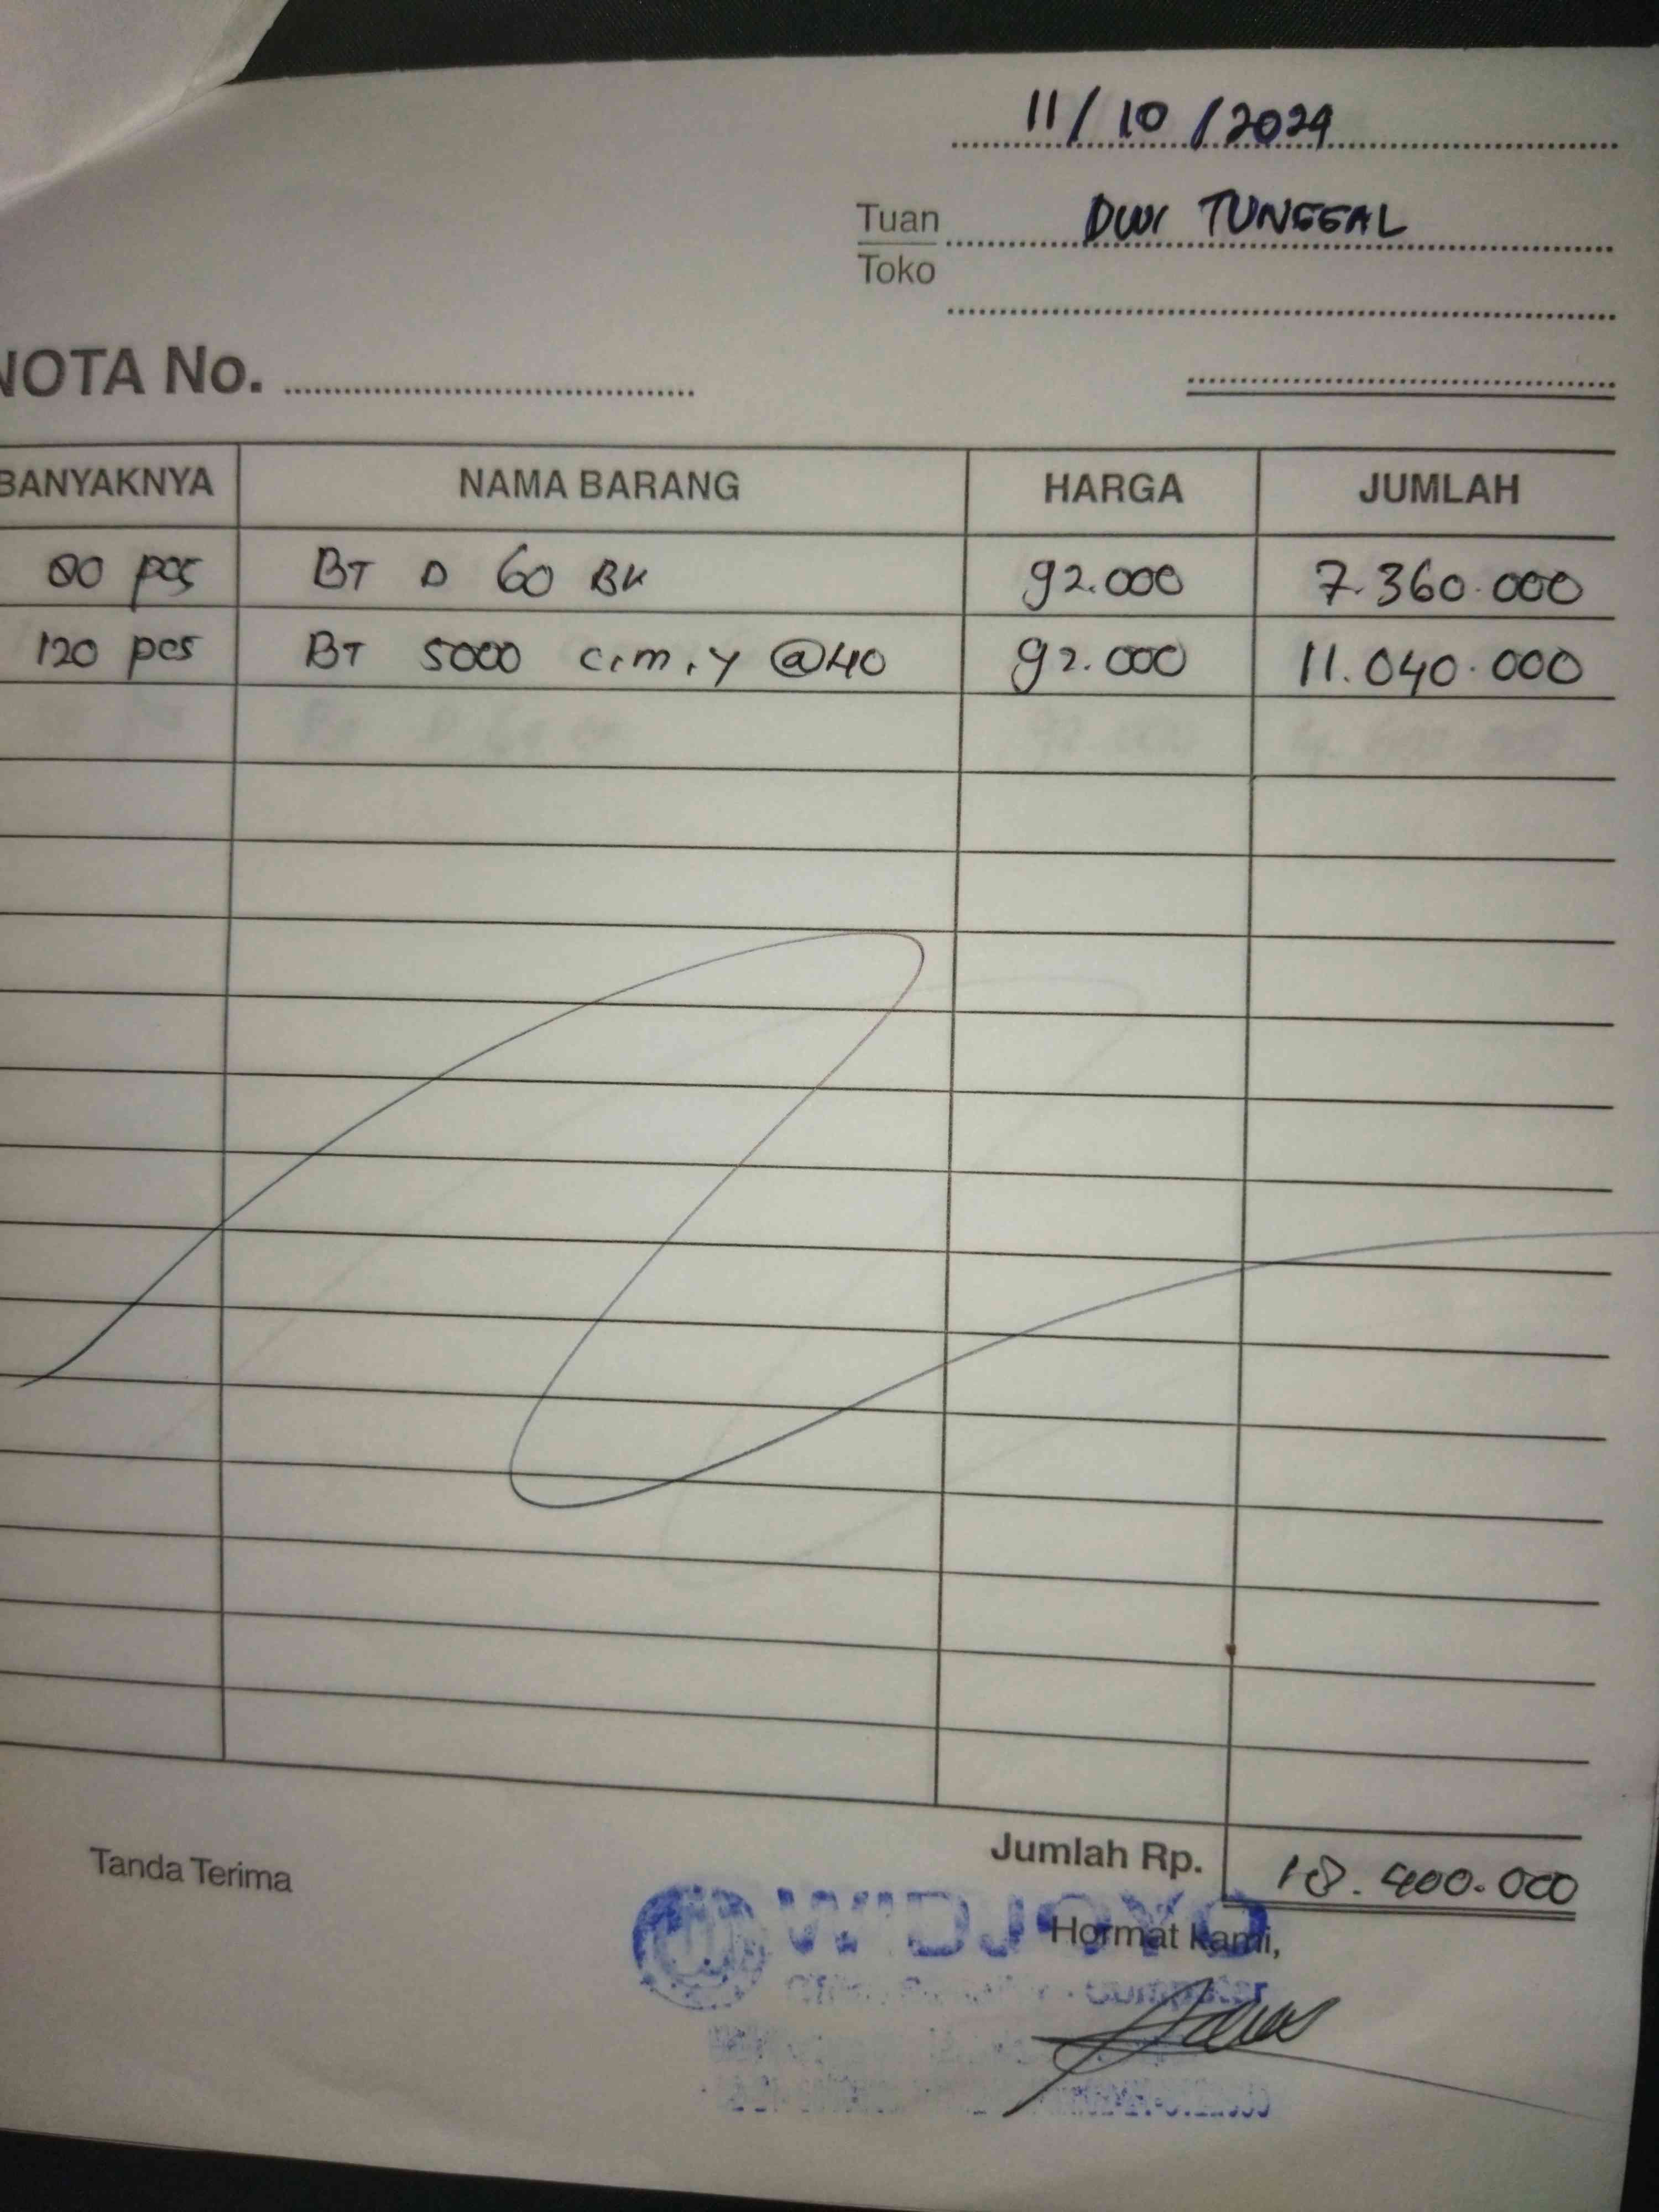 11/10/2024
Tuan DWI TUNGGAL
Toko
NOTA No.
BANYAKNYA NAMA BARANG HARGA JUMLAH
80 pcs BT D 60 BK 92.000 7.360.000
120 pcs BT 5000 c,m,y @40 92.000 11.040.000
Jumlah Rp. 18.400.000
Tanda Terima
WIDJOYO
Hormat kami,
Computer